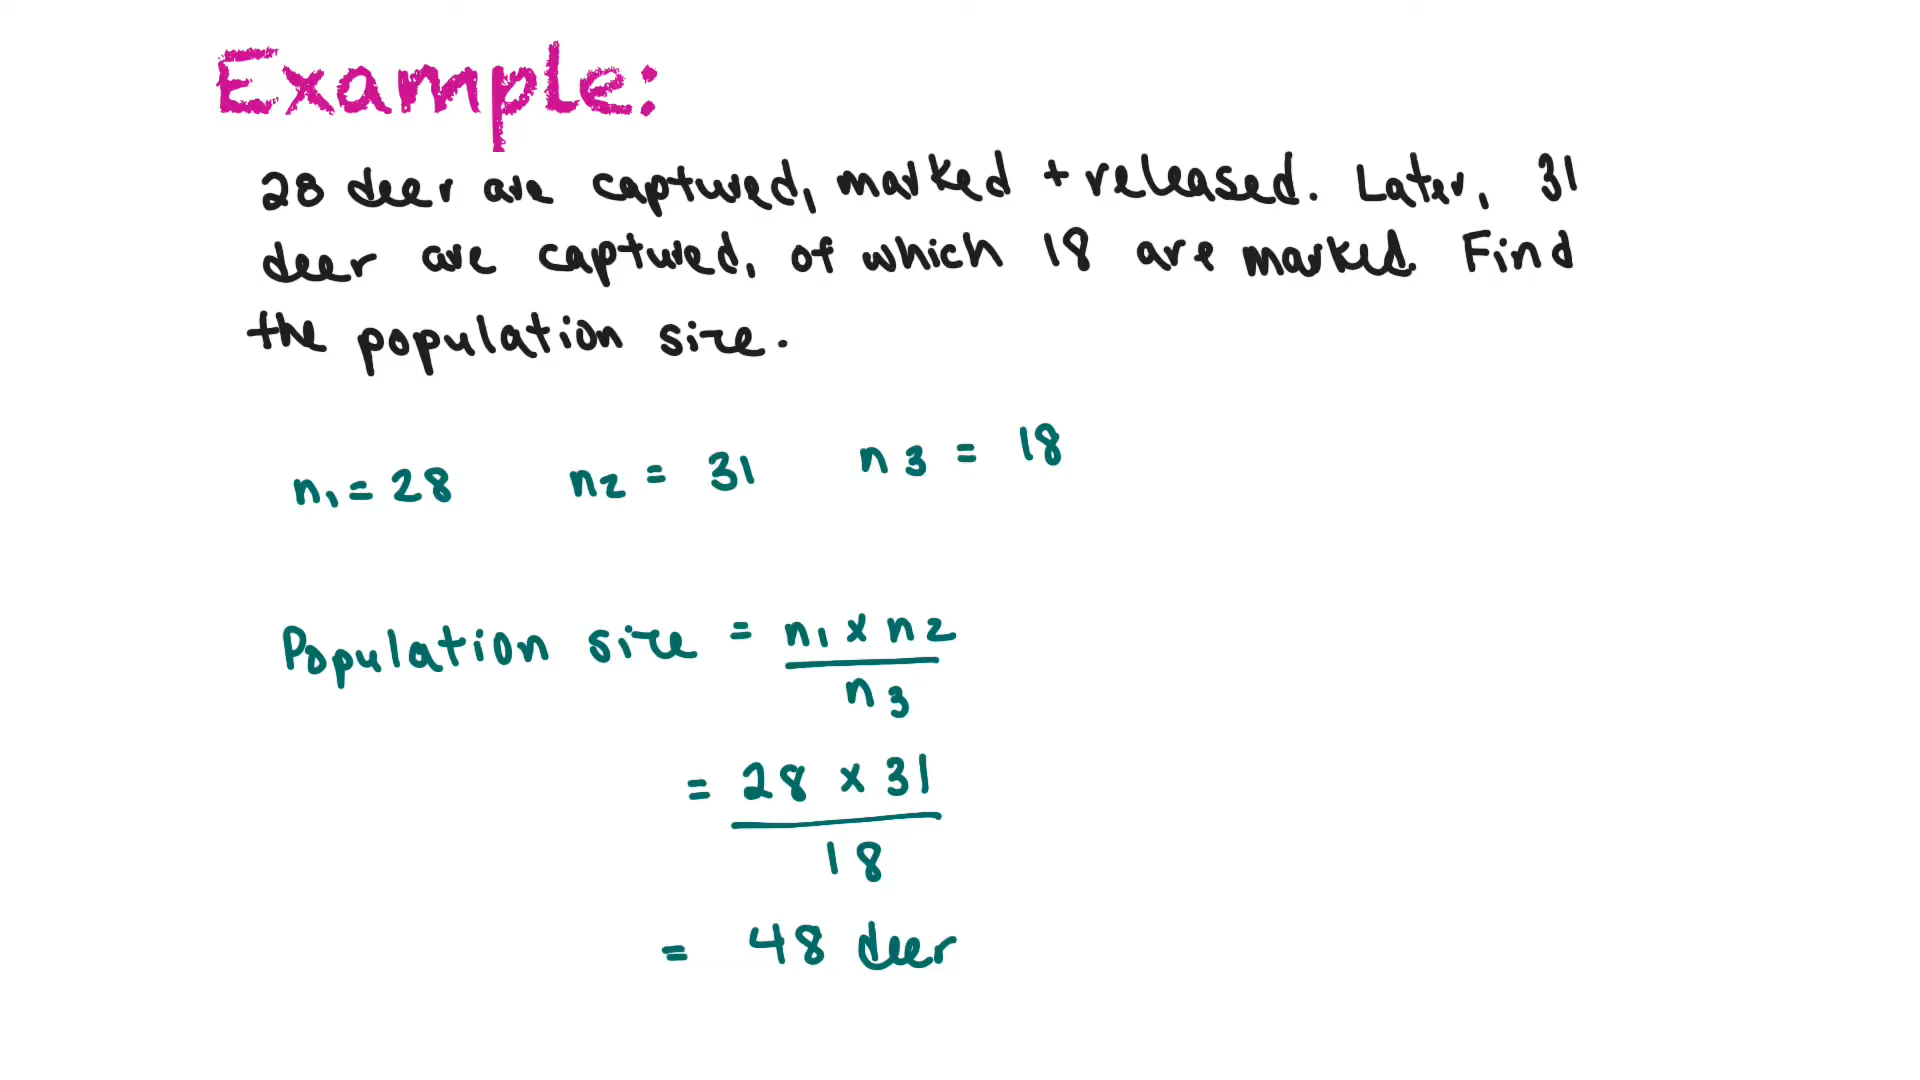 Example:
28 deer are captured, marked + released. Later, 31
deer are captured, of which 18 are marked. Find
the population size.
n₁ = 28 n₂ = 31 n₃ = 18
Population size = n₁ × n₂
n₃
= 28 × 31
18
= 48 deer